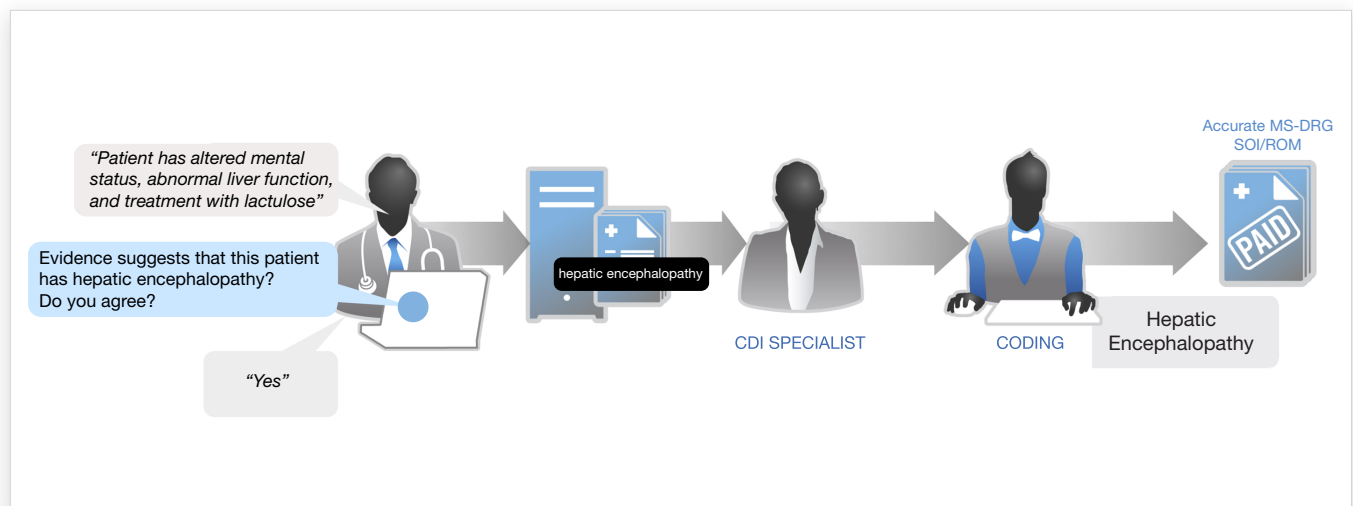 “Patient has altered mental
status, abnormal liver function,
and treatment with lactulose”
Evidence suggests that this patient
has hepatic encephalopathy?
Do you agree?
“Yes”
hepatic encephalopathy
CDI SPECIALIST
CODING
Hepatic
Encephalopathy
Accurate MS-DRG
SOI/ROM
PAID